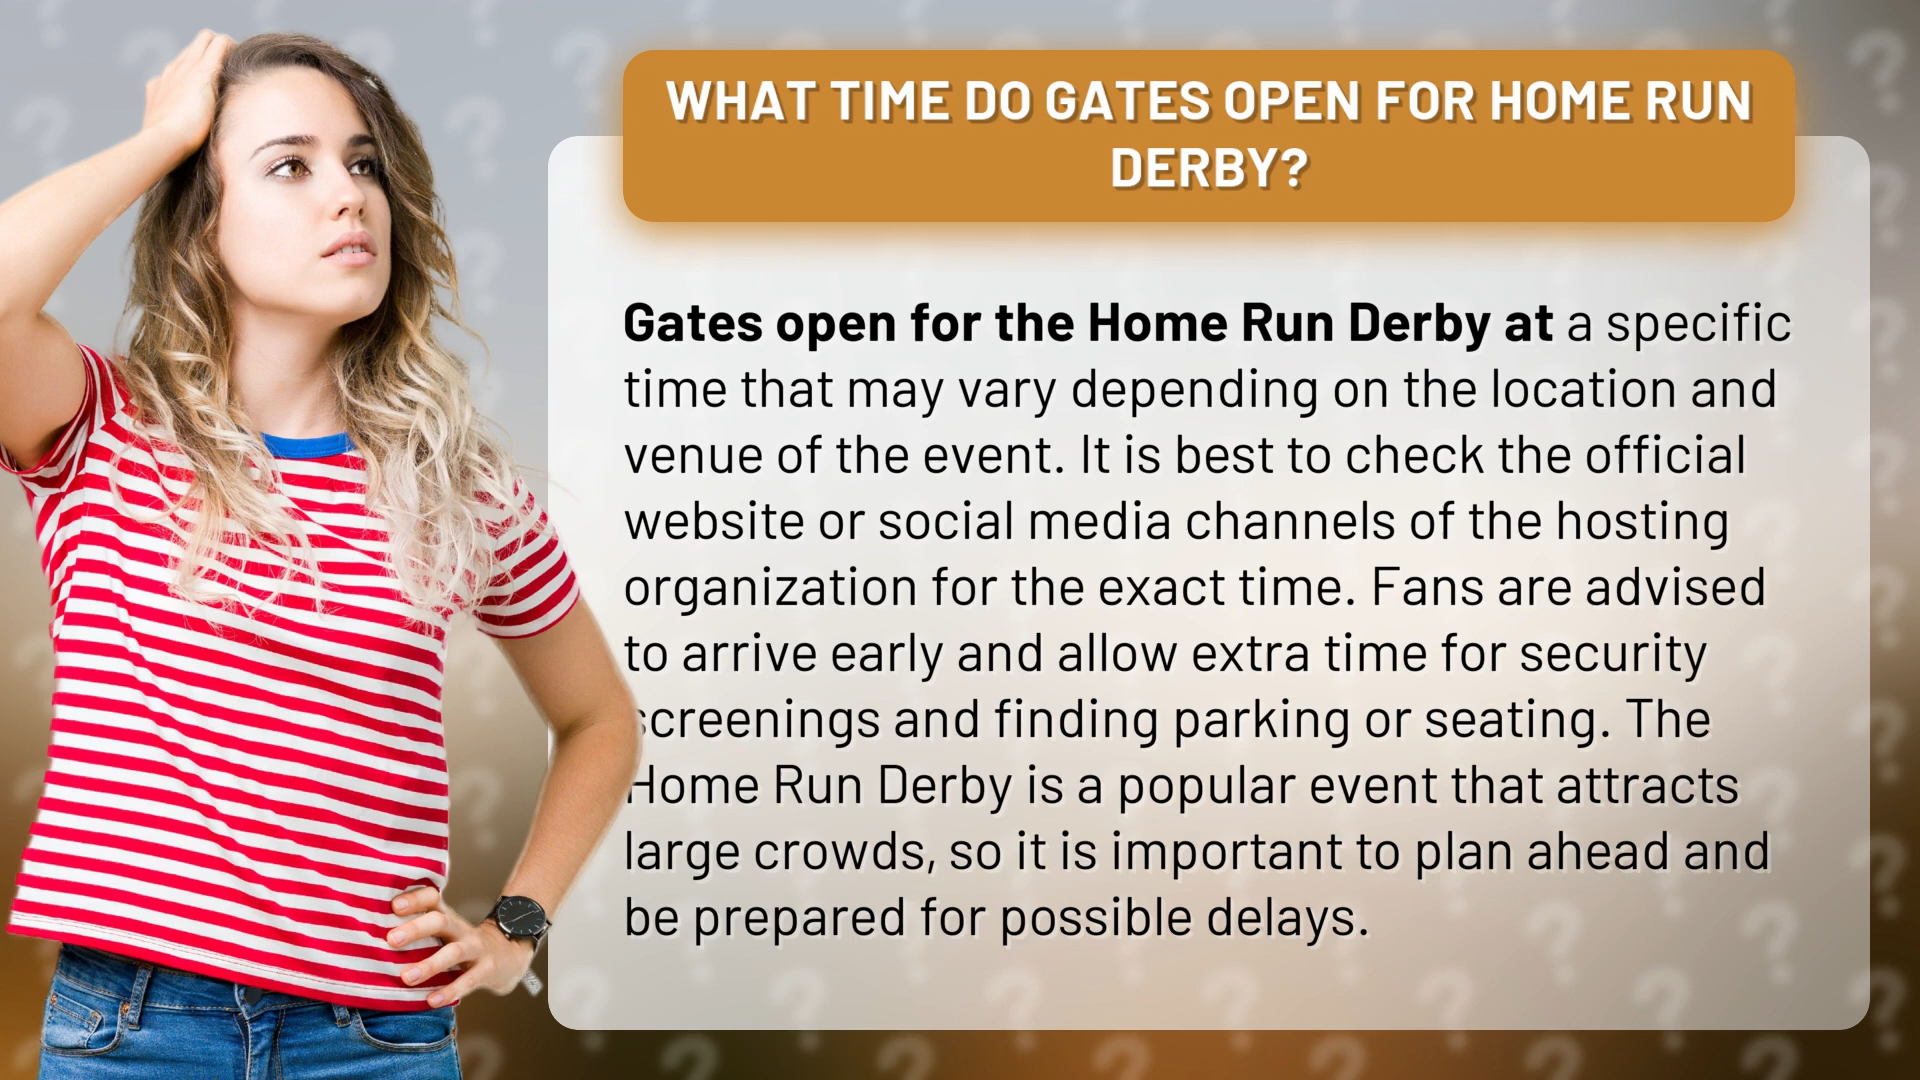 WHAT TIME DO GATES OPEN FOR HOME RUN
DERBY?
Gates open for the Home Run Derby at a specific
time that may vary depending on the location and
venue of the event. It is best to check the official
website or social media channels of the hosting
organization for the exact time. Fans are advised
to arrive early and allow extra time for security
screenings and finding parking or seating. The
Home Run Derby is a popular event that attracts
large crowds, so it is important to plan ahead and
be prepared for possible delays.